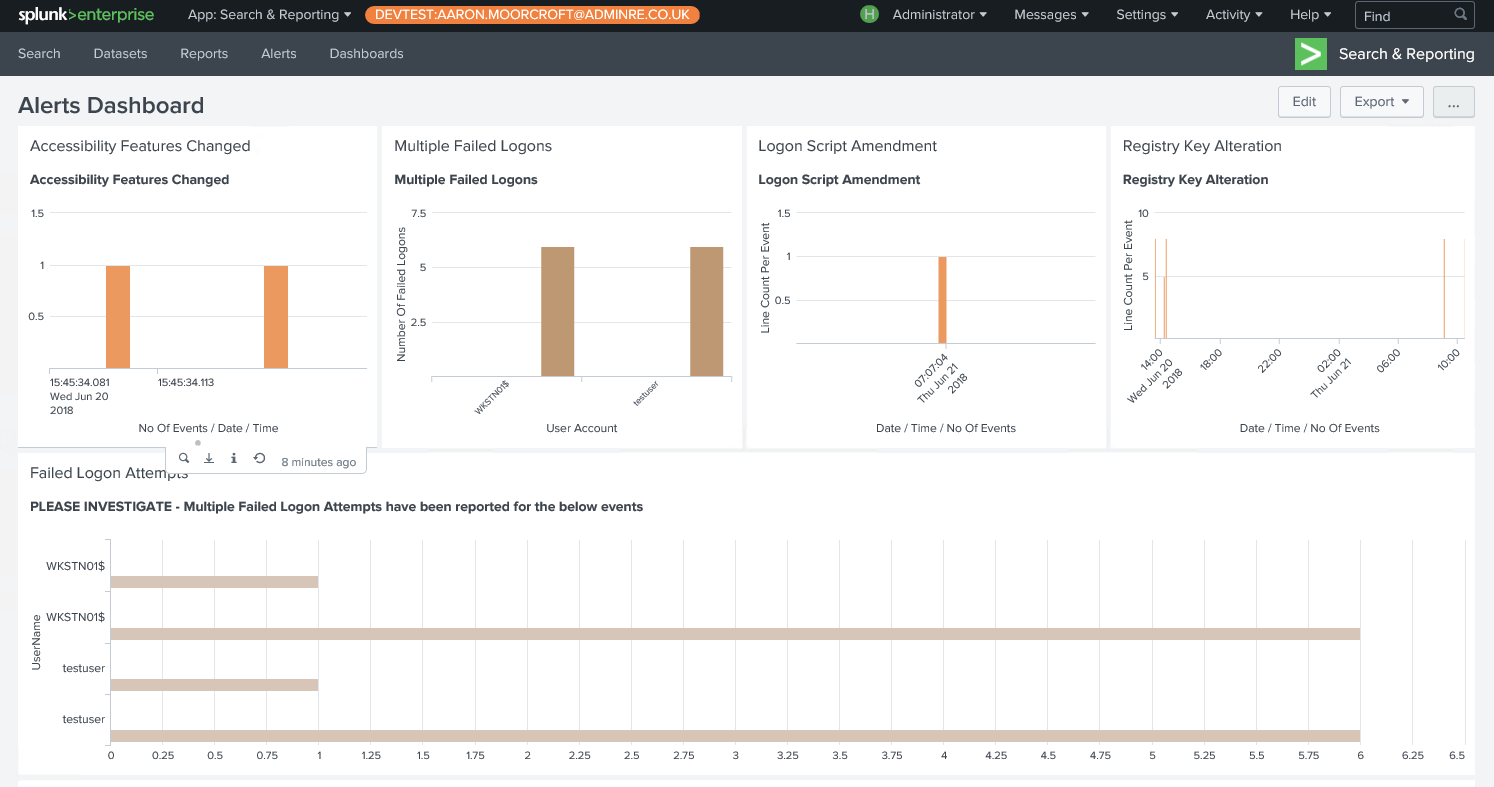 splunk>enterprise App: Search & Reporting DEVTEST:AARON.MOORCROFT@ADMINRE.CO.UK H Administrator Messages Settings Activity Help Find
Search Datasets Reports Alerts Dashboards Search & Reporting
Alerts Dashboard Edit Export ...
Accessibility Features Changed
Accessibility Features Changed
1.5
1
0.5
15:45:34.081 15:45:34.113
Wed Jun 20
2018
No Of Events / Date / Time
8 minutes ago
Multiple Failed Logons
Multiple Failed Logons
Number Of Failed Logons
7.5
5
2.5
WKSTN01$ testuser
User Account
Logon Script Amendment
Logon Script Amendment
Line Count Per Event
1.5
1
0.5
07:07:04
Thu Jun 21
2018
Date / Time / No Of Events
Registry Key Alteration
Registry Key Alteration
Line Count Per Event
10
5
14:00 18:00 22:00 02:00 06:00 10:00
Wed Jun 20 Thu Jun 21
2018
Date / Time / No Of Events
Failed Logon Attempts
PLEASE INVESTIGATE - Multiple Failed Logon Attempts have been reported for the below events
UserName
WKSTN01$
WKSTN01$
testuser
testuser
0 0.25 0.5 0.75 1 1.25 1.5 1.75 2 2.25 2.5 2.75 3 3.25 3.5 3.75 4 4.25 4.5 4.75 5 5.25 5.5 5.75 6 6.25 6.5